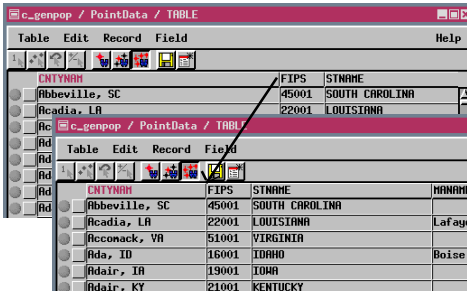 c_genpop / PointData / TABLE
Table Edit Record Field Help
CNTYNAM FIPS STNAME
Abbeville, SC 45001 SOUTH CAROLINA
Acadia, LA 22001 LOUISIANA
c_genpop / PointData / TABLE
Table Edit Record Field
CNTYNAM FIPS STNAME MANAM
Abbeville, SC 45001 SOUTH CAROLINA
Acadia, LA 22001 LOUISIANA Lafaye
Accomack, VA 51001 VIRGINIA
Ada, ID 16001 IDAHO Boise
Adair, IA 19001 IOWA
Adair, KY 21001 KENTUCKY